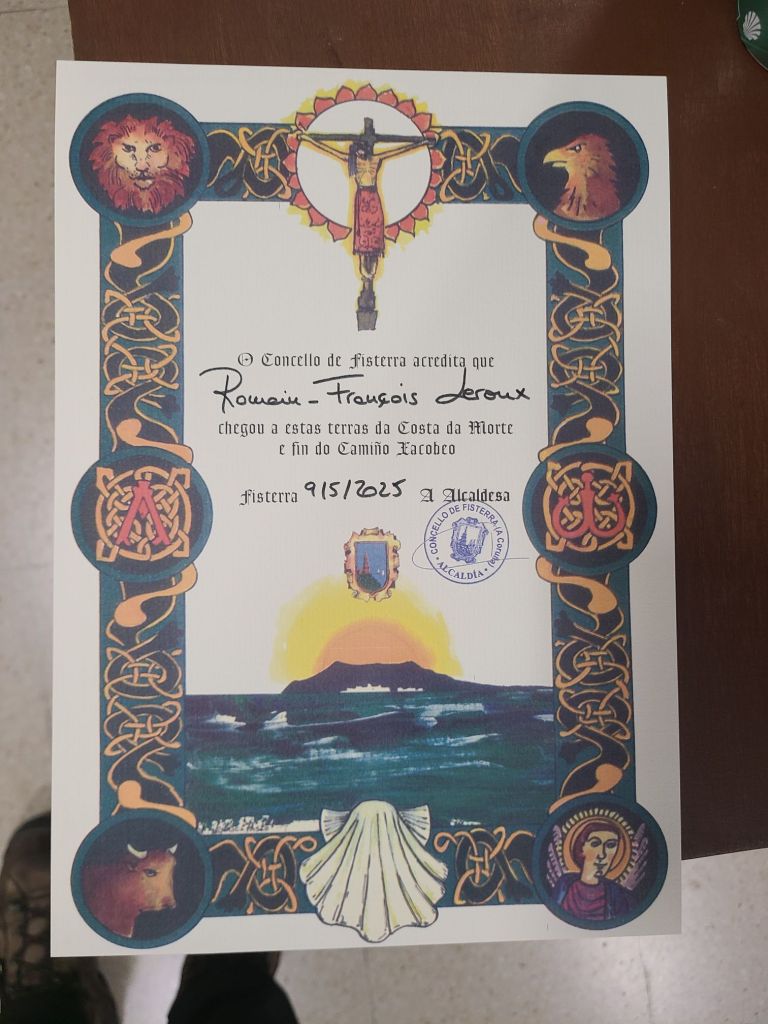 O Concello de Fisterra acredita que
Romain-François Leroux
chegou a estas terras da Costa da Morte
e fin do Camiño Xacobeo
Fisterra 9/5/2025 A Alcaldesa
CONCELLO DE FISTERRA (A Coruña)
ALCALDÍA
Α
ω